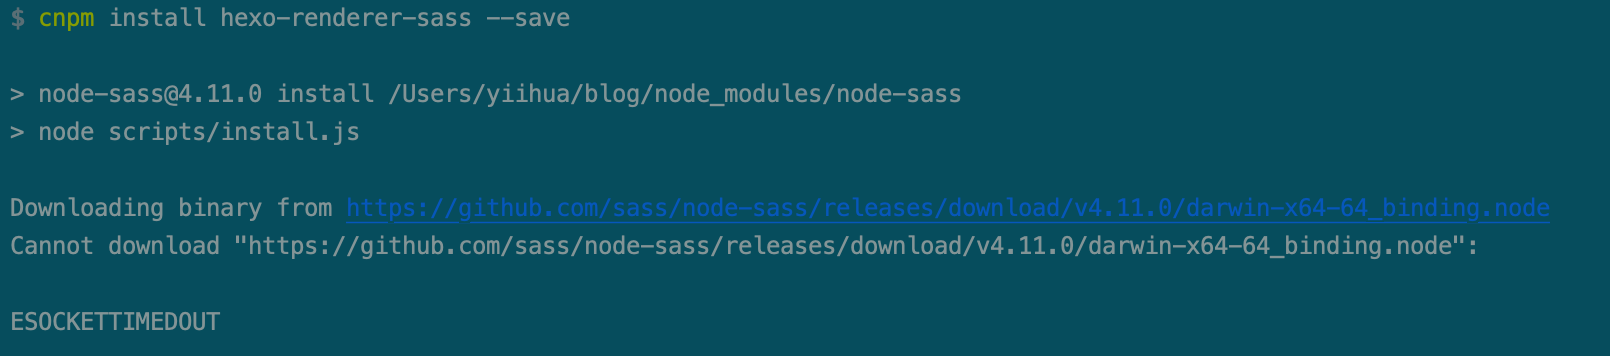 $ cnpm install hexo-renderer-sass --save
> node-sass@4.11.0 install /Users/yiihua/blog/node_modules/node-sass
> node scripts/install.js
Downloading binary from https://github.com/sass/node-sass/releases/download/v4.11.0/darwin-x64-64_binding.node
Cannot download "https://github.com/sass/node-sass/releases/download/v4.11.0/darwin-x64-64_binding.node":
ESOCKETTIMEDOUT